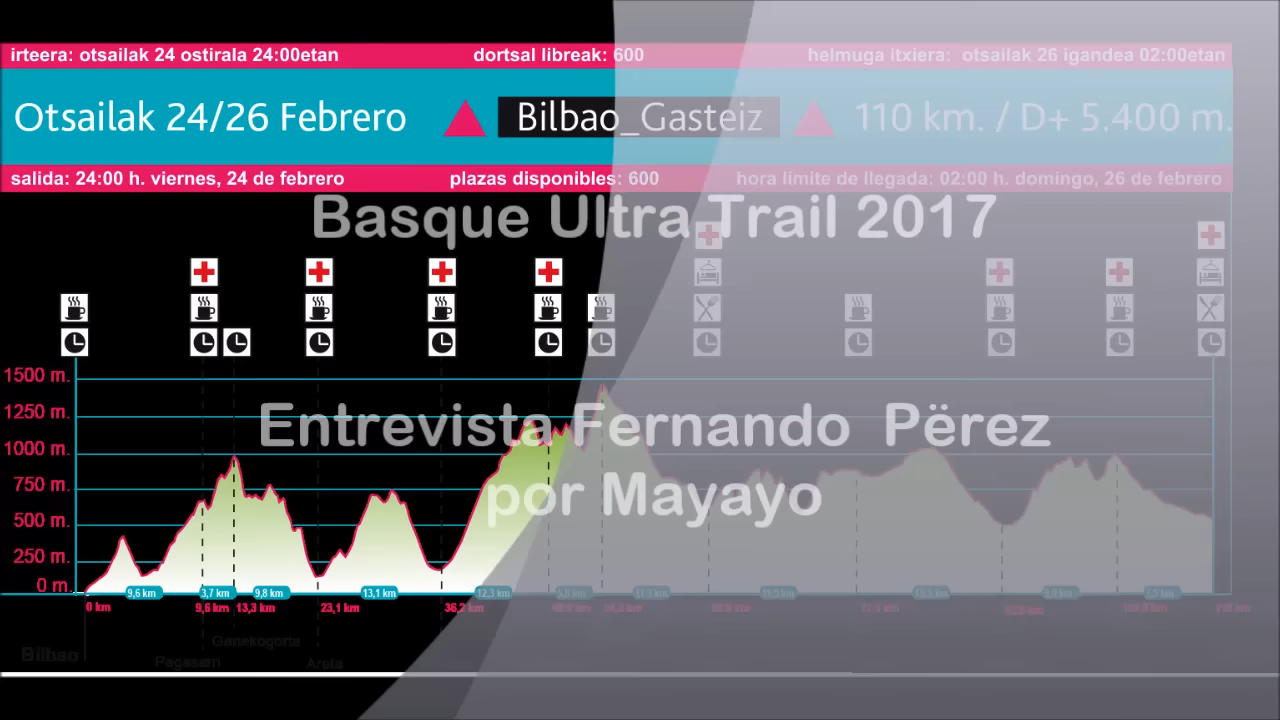 irteera: otsailak 24 ostirala 24:00etan dortsal libreak: 600 helmuga itxiera: otsailak 26 igandea 02:00etan
Otsailak 24/26 Febrero Bilbao_Gasteiz 110 km. / D+ 5.400 m.
salida: 24:00 h. viernes, 24 de febrero plazas disponibles: 600 hora límite de llegada: 02:00 h. domingo, 26 de febrero
Basque Ultra Trail 2017
1500 m.
1250 m.
Entrevista Fernando Përez
1000 m.
750 m.
por Mayayo
500 m.
250 m.
0 m.
9,6 km 3,7 km 9,8 km 13,1 km 12,3 km
0 km 9,6 km 13,3 km 23,1 km 36,2 km
Ganekogorta
Bilbao
Pagasarri Areta